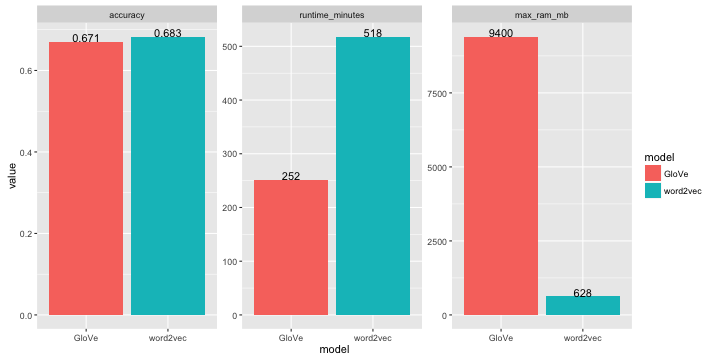 accuracy
runtime_minutes
max_ram_mb
value
0.6
0.4
0.2
0.0
0.671
0.683
GloVe
word2vec
500
400
300
200
100
0
252
518
GloVe
word2vec
7500
5000
2500
0
9400
628
GloVe
word2vec
model
model
GloVe
word2vec